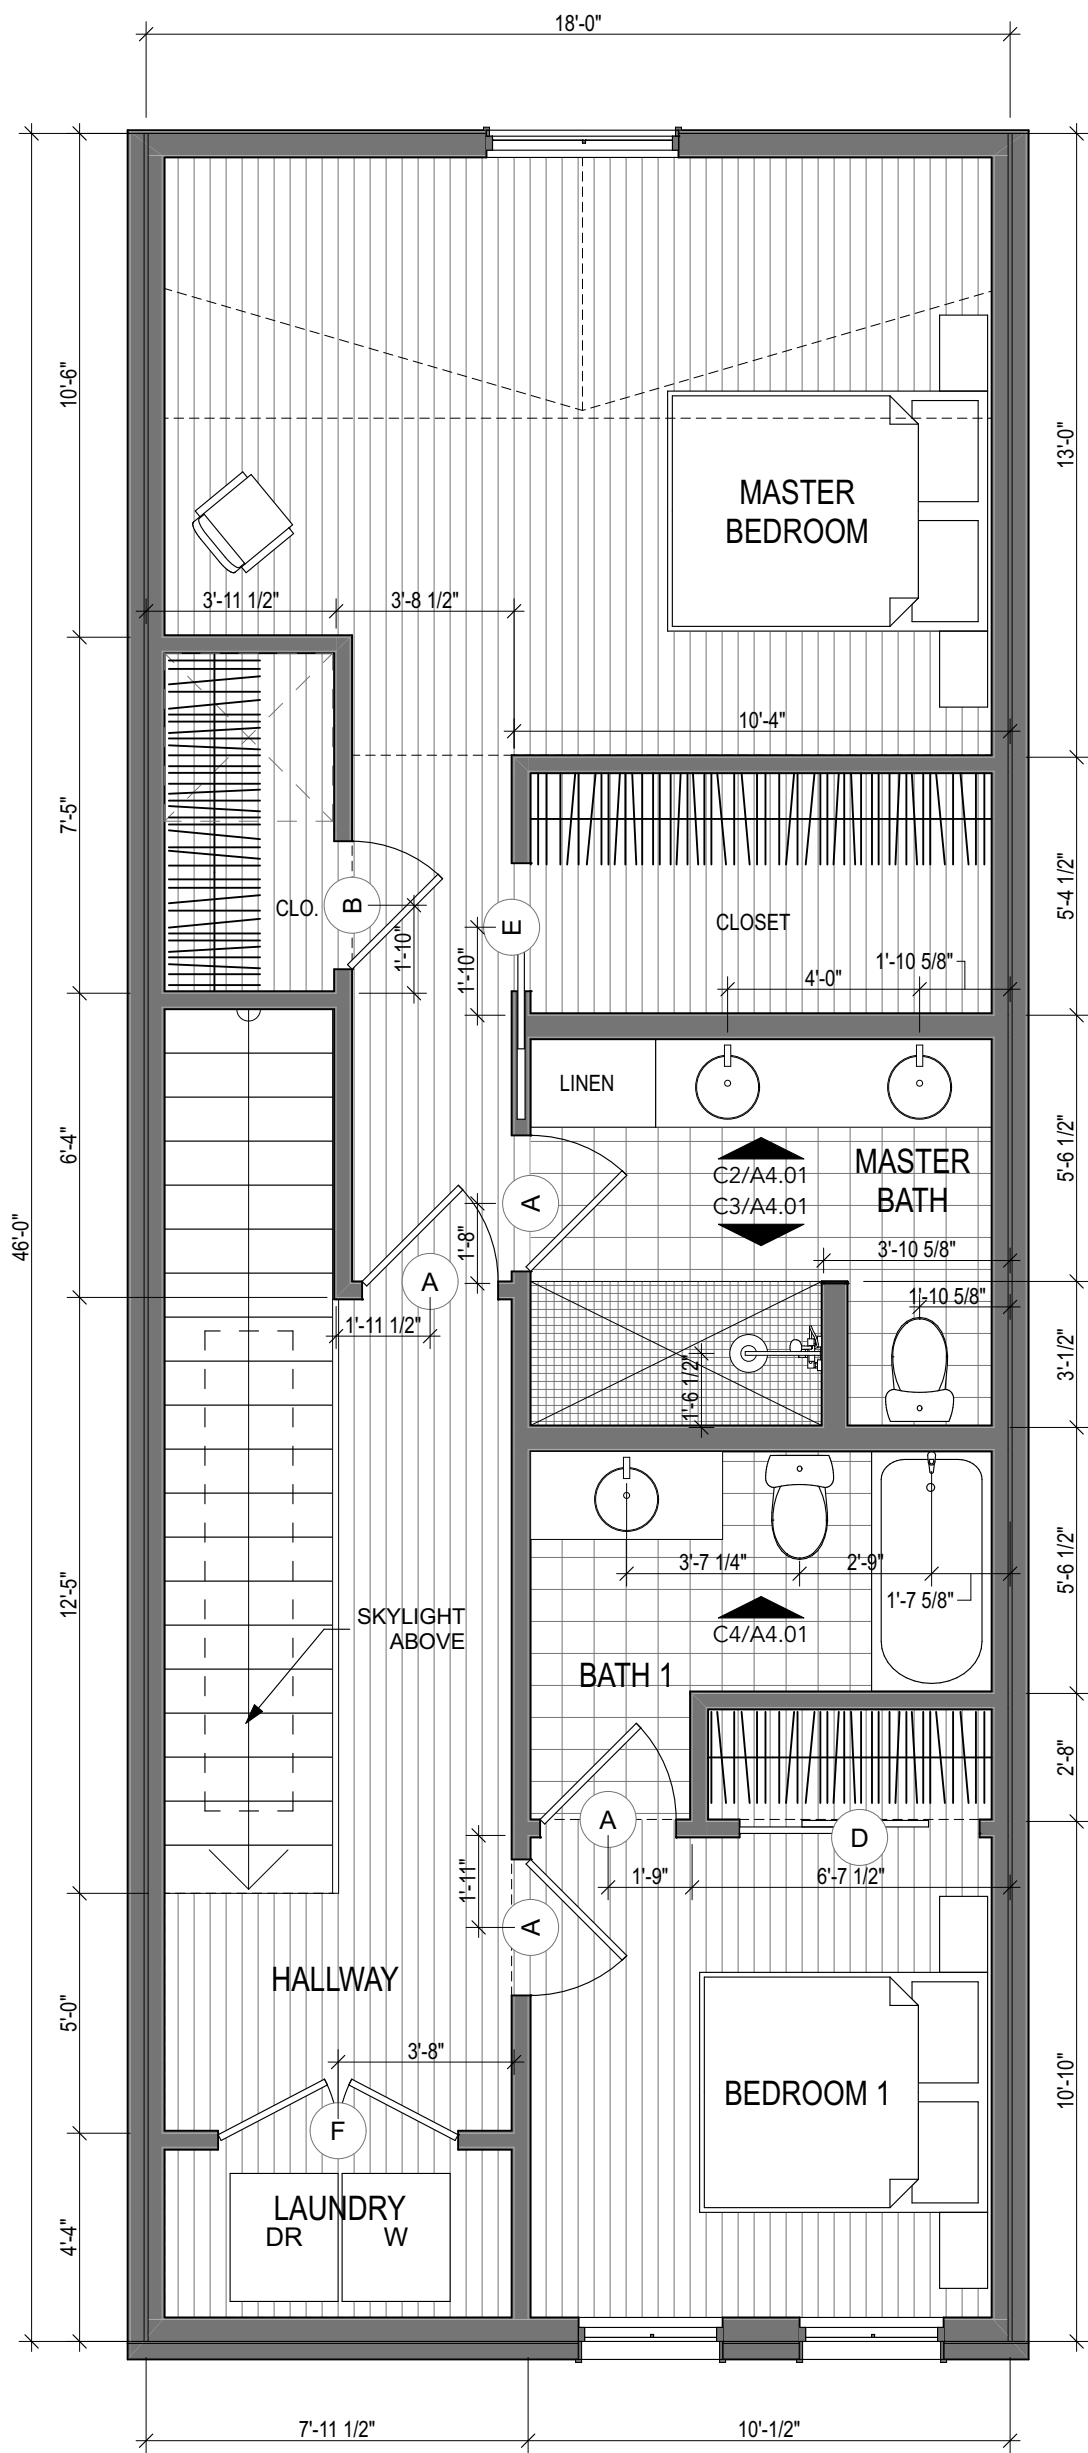 18'-0"
46'-0"
10'-6"
7'-5"
6'-4"
12'-5"
5'-0"
4'-4"
13'-0"
5'-4 1/2"
5'-6 1/2"
3'-1/2"
5'-6 1/2"
2'-8"
10'-10"
MASTER
BEDROOM
3'-11 1/2"
3'-8 1/2"
10'-4"
CLO.
B
1'-10"
E
1'-10"
CLOSET
4'-0"
1'-10 5/8"
LINEN
C2/A4.01
C3/A4.01
MASTER
BATH
A
1'-8"
A
1'-11 1/2"
3'-10 5/8"
1'-10 5/8"
1'-6 1/2"
3'-7 1/4"
2'-9"
1'-7 5/8"
C4/A4.01
SKYLIGHT
ABOVE
BATH 1
A
D
1'-11"
1'-9"
6'-7 1/2"
A
HALLWAY
3'-8"
BEDROOM 1
F
LAUNDRY
DR
W
7'-11 1/2"
10'-1/2"